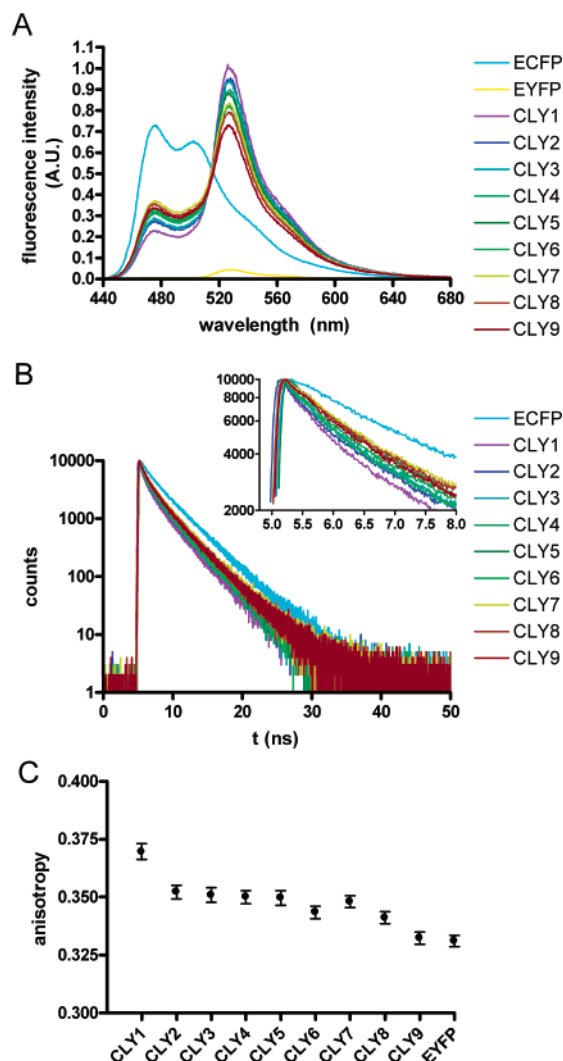 A
fluorescence intensity
(A.U.)
1.1
1.0
0.9
0.8
0.7
0.6
0.5
0.4
0.3
0.2
0.1
0.0
440 480 520 560 600 640 680
wavelength (nm)
ECFP
EYFP
CLY1
CLY2
CLY3
CLY4
CLY5
CLY6
CLY7
CLY8
CLY9
B
counts
10000
1000
100
10
1
0 10 20 30 40 50
t (ns)
10000
8000
6000
4000
2000
5.0 5.5 6.0 6.5 7.0 7.5 8.0
ECFP
CLY1
CLY2
CLY3
CLY4
CLY5
CLY6
CLY7
CLY8
CLY9
C
anisotropy
0.400
0.375
0.350
0.325
0.300
CLY1 CLY2 CLY3 CLY4 CLY5 CLY6 CLY7 CLY8 CLY9 EYFP